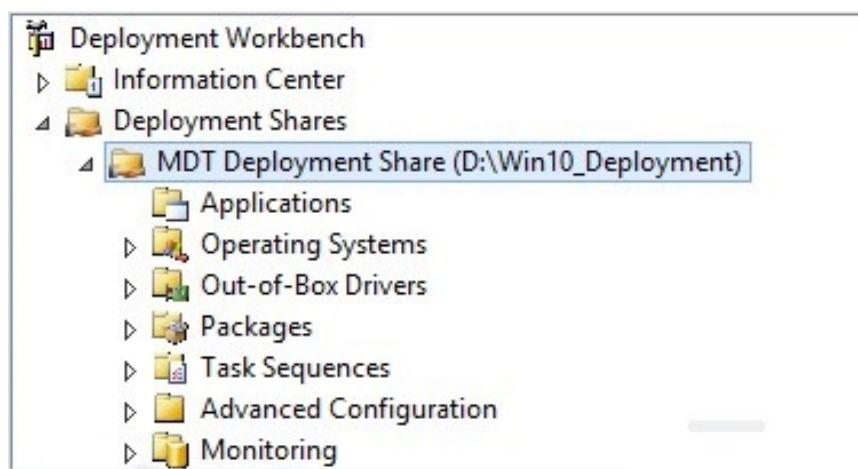 Deployment Workbench
Information Center
Deployment Shares
MDT Deployment Share (D:\Win10_Deployment)
Applications
Operating Systems
Out-of-Box Drivers
Packages
Task Sequences
Advanced Configuration
Monitoring